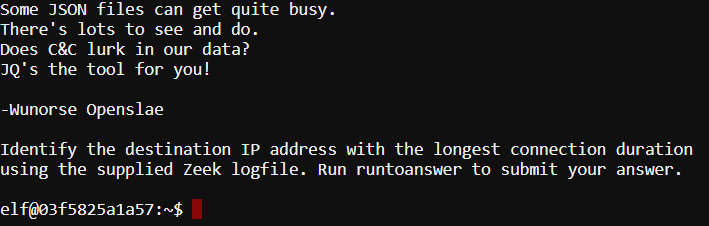 Some JSON files can get quite busy.
There's lots to see and do.
Does C&C lurk in our data?
JQ's the tool for you!
-Wunorse Openslae
Identify the destination IP address with the longest connection duration
using the supplied Zeek logfile. Run runtoanswer to submit your answer.
elf@03f5825a1a57:~$